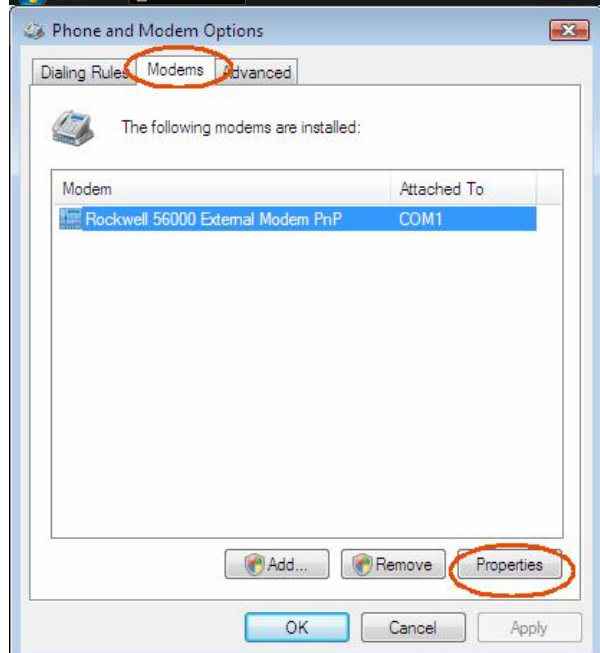 Phone and Modem Options
Dialing Rules Modems Advanced
The following modems are installed:
Modem Attached To
Rockwell 56000 External Modem PnP COM1
Add... Remove Properties
OK Cancel Apply